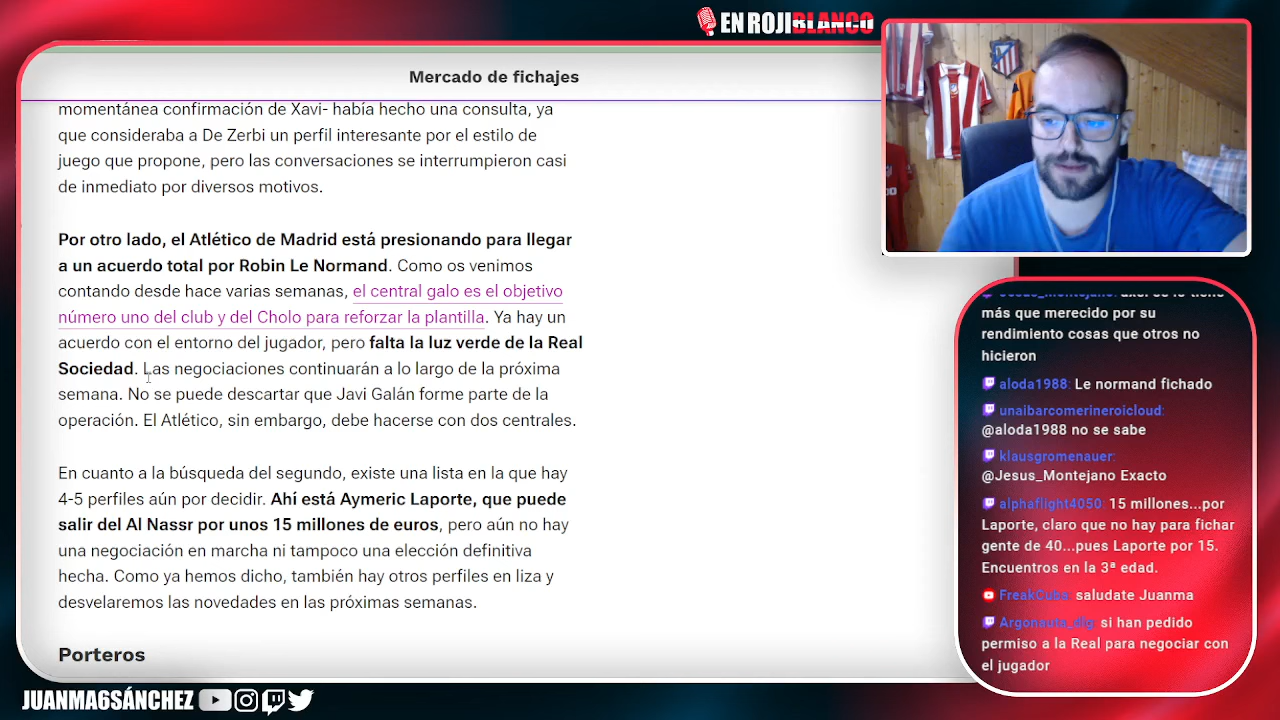 EN ROJIBLANCO
Mercado de fichajes
momentánea confirmación de Xavi- había hecho una consulta, ya
que consideraba a De Zerbi un perfil interesante por el estilo de
juego que propone, pero las conversaciones se interrumpieron casi
de inmediato por diversos motivos.
Por otro lado, el Atlético de Madrid está presionando para llegar
a un acuerdo total por Robin Le Normand. Como os venimos
contando desde hace varias semanas, el central galo es el objetivo
número uno del club y del Cholo para reforzar la plantilla. Ya hay un
acuerdo con el entorno del jugador, pero falta la luz verde de la Real
Sociedad. Las negociaciones continuarán a lo largo de la próxima
semana. No se puede descartar que Javi Galán forme parte de la
operación. El Atlético, sin embargo, debe hacerse con dos centrales.
En cuanto a la búsqueda del segundo, existe una lista en la que hay
4-5 perfiles aún por decidir. Ahí está Aymeric Laporte, que puede
salir del Al Nassr por unos 15 millones de euros, pero aún no hay
una negociación en marcha ni tampoco una elección definitiva
hecha. Como ya hemos dicho, también hay otros perfiles en liza y
desvelaremos las novedades en las próximas semanas.
Porteros
más que merecido por su
rendimiento cosas que otros no
hicieron
aloda1988: Le normand fichado
unaibarcomerineroicloud:
@aloda1988 no se sabe
klausgromenauer:
@Jesus_Montejano Exacto
alphaflight4050: 15 millones...por
Laporte, claro que no hay para fichar
gente de 40...pues Laporte por 15.
Encuentros en la 3ª edad.
FreakCuba: saludate Juanma
Argonauta_dlg: si han pedido
permiso a la Real para negociar con
el jugador
JUANMA6SÁNCHEZ